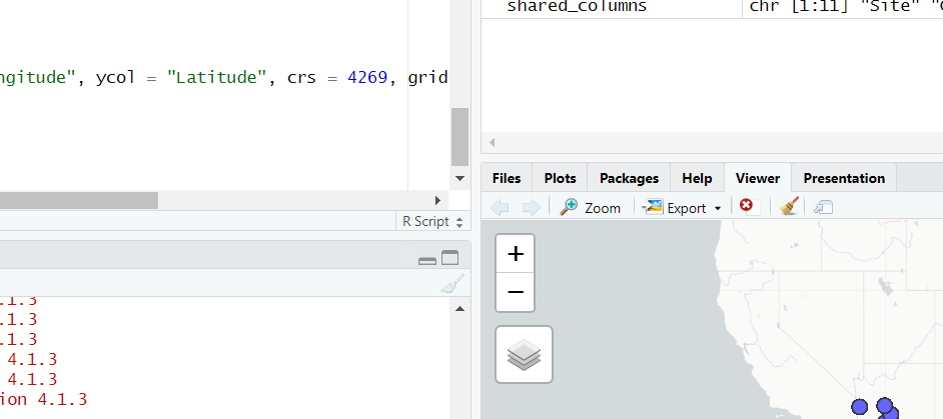 shared_columns chr [1:11] "Site"
ngitude", ycol = "Latitude", crs = 4269, grid
Files Plots Packages Help Viewer Presentation
Zoom Export
R Script
+
−
.1.3
.1.3
.1.3
4.1.3
4.1.3
ion 4.1.3